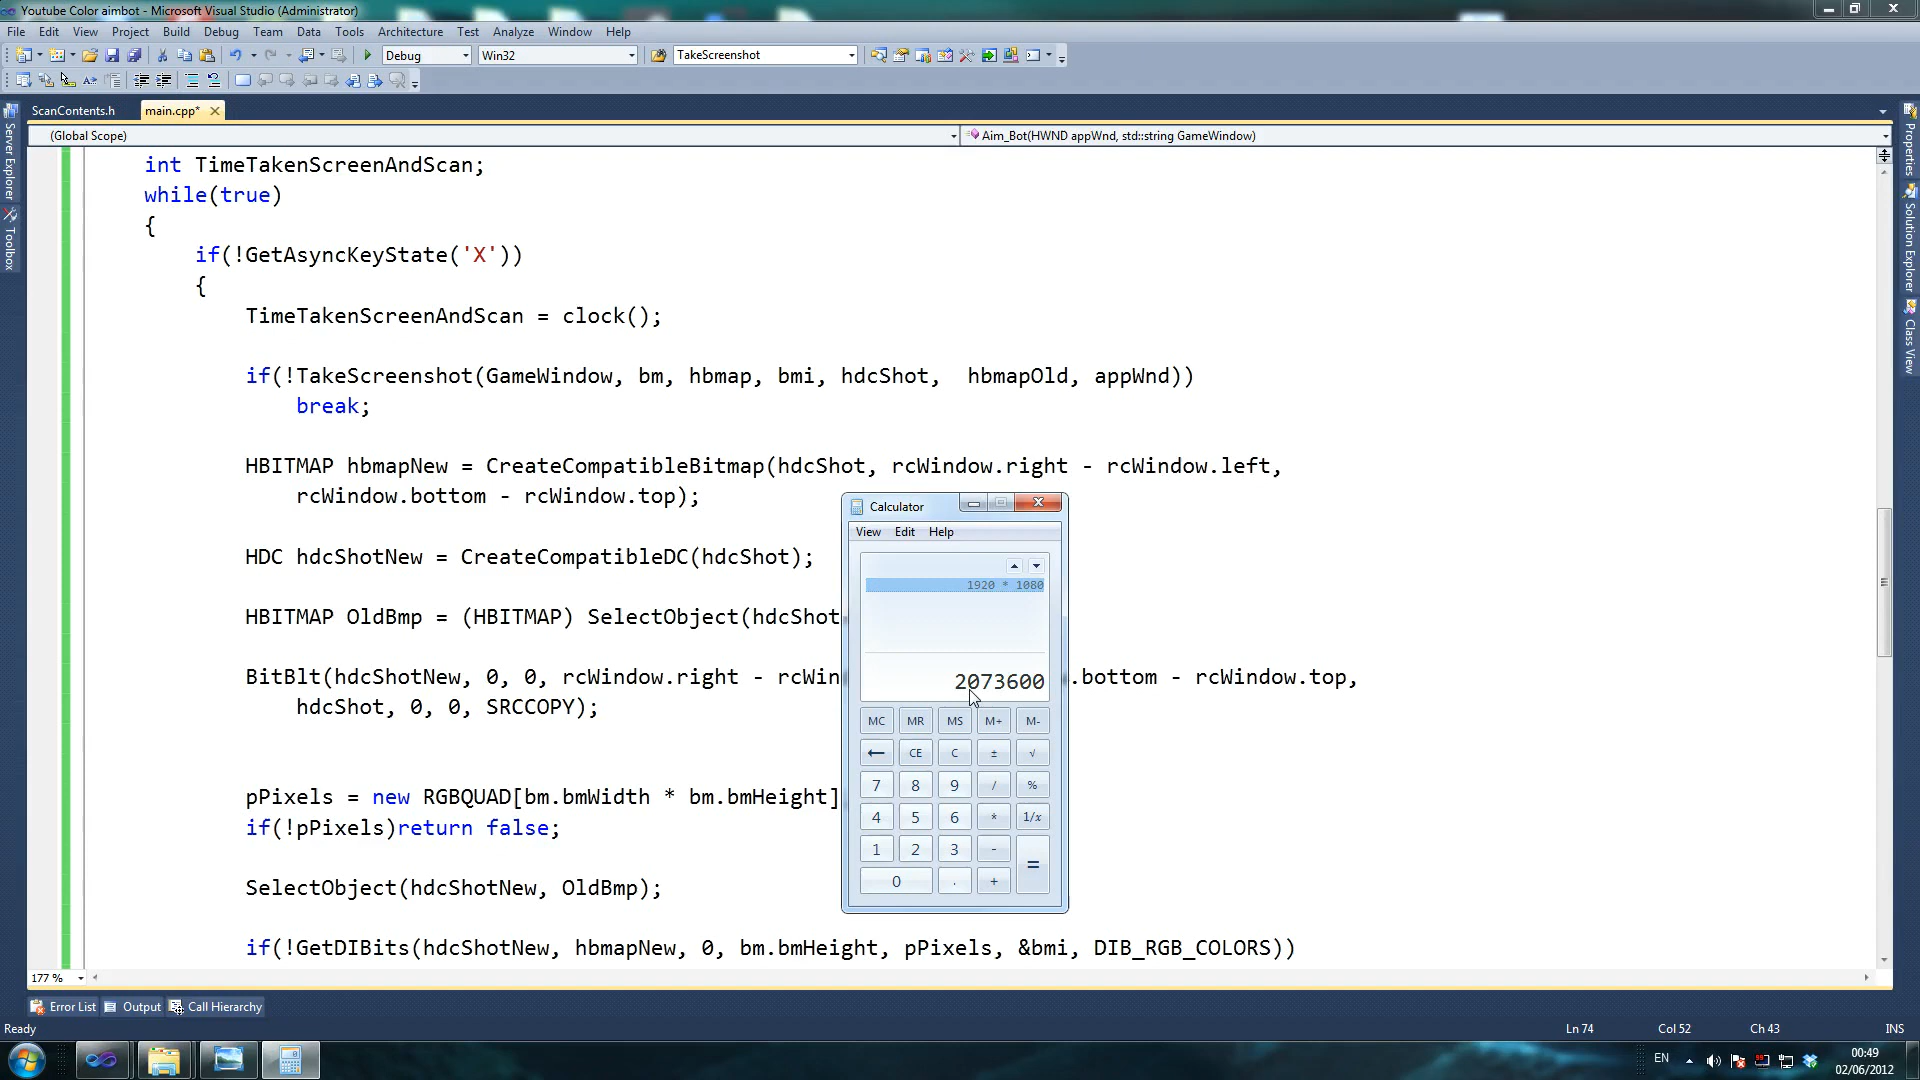 Youtube Color aimbot - Microsoft Visual Studio (Administrator)
File Edit View Project Build Debug Team Data Tools Architecture Test Analyze Window Help
Debug Win32 TakeScreenshot
ScanContents.h main.cpp*
(Global Scope) Aim_Bot(HWND appWnd, std::string GameWindow)
Server Explorer
Toolbox
Properties
Solution Explorer
Class View
int TimeTakenScreenAndScan;
while(true)
{
if(!GetAsyncKeyState('X'))
{
TimeTakenScreenAndScan = clock();
if(!TakeScreenshot(GameWindow, bm, hbmap, bmi, hdcShot, hbmapOld, appWnd))
break;
HBITMAP hbmapNew = CreateCompatibleBitmap(hdcShot, rcWindow.right - rcWindow.left,
rcWindow.bottom - rcWindow.top);
HDC hdcShotNew = CreateCompatibleDC(hdcShot);
HBITMAP OldBmp = (HBITMAP) SelectObject(hdcShot
BitBlt(hdcShotNew, 0, 0, rcWindow.right - rcWin .bottom - rcWindow.top,
hdcShot, 0, 0, SRCCOPY);
pPixels = new RGBQUAD[bm.bmWidth * bm.bmHeight]
if(!pPixels)return false;
SelectObject(hdcShotNew, OldBmp);
if(!GetDIBits(hdcShotNew, hbmapNew, 0, bm.bmHeight, pPixels, &bmi, DIB_RGB_COLORS))
Calculator
View Edit Help
1920 * 1080
2073600
MC MR MS M+ M-
← CE C ± √
7 8 9 / %
4 5 6 * 1/x
1 2 3 - =
0 . +
177 %
Error List Output Call Hierarchy
Ready Ln 74 Col 52 Ch 43 INS
EN 00:49
02/06/2012